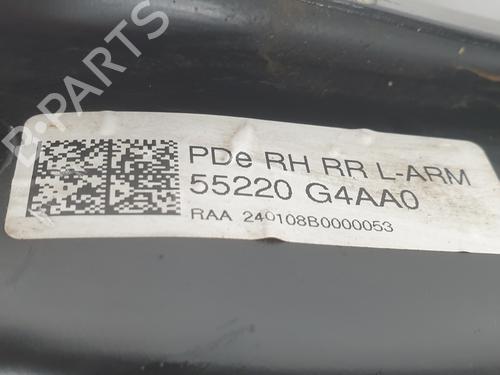 B-PARTS
PDe RH RR L-ARM
55220 G4AA0
RAA 240108B0000053